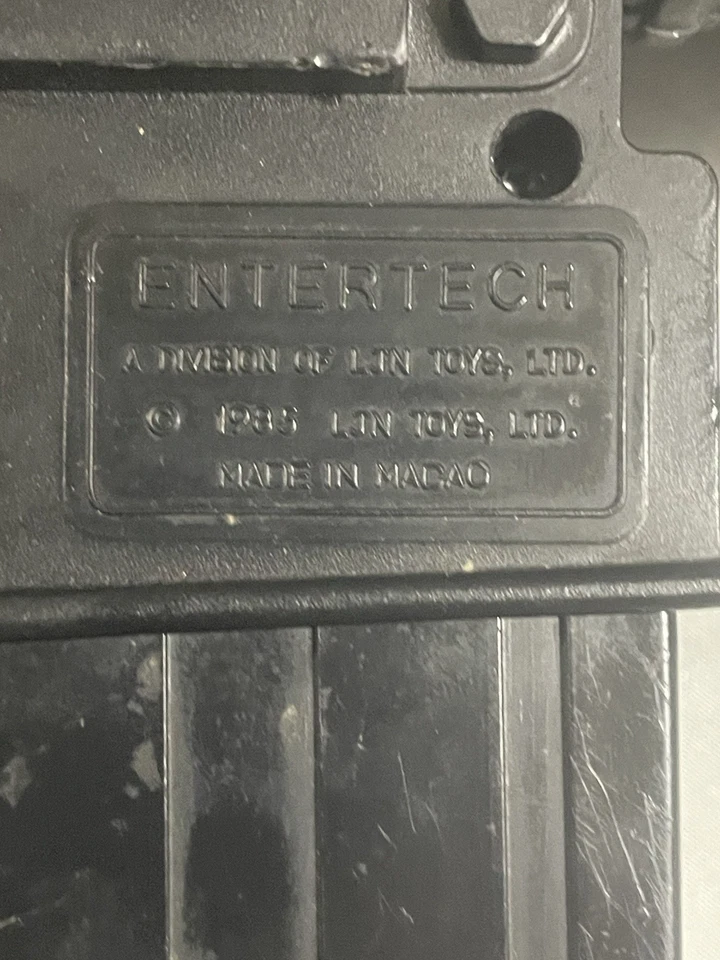 ENTERTECH
A DIVISION OF LJN TOYS, LTD.
© 1985 LJN TOYS, LTD.
MADE IN MACAO